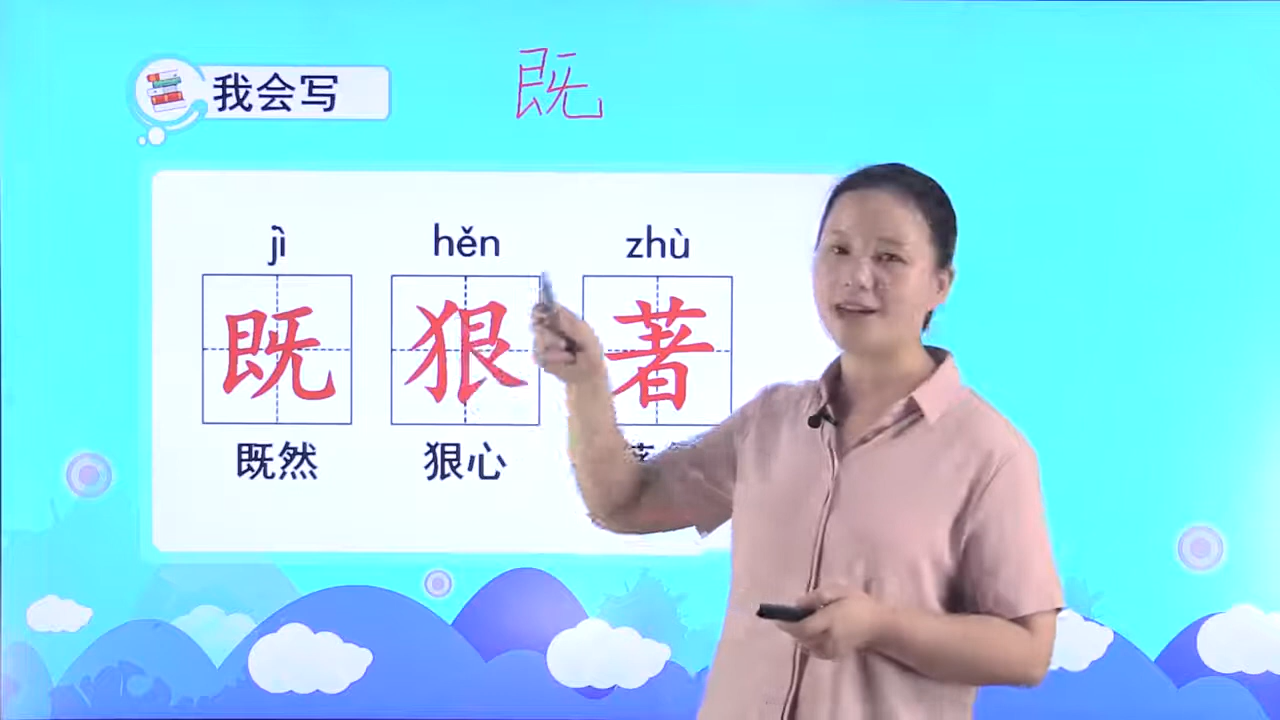 我会写
既
jì hěn zhù
既 狠 著
既然 狠心